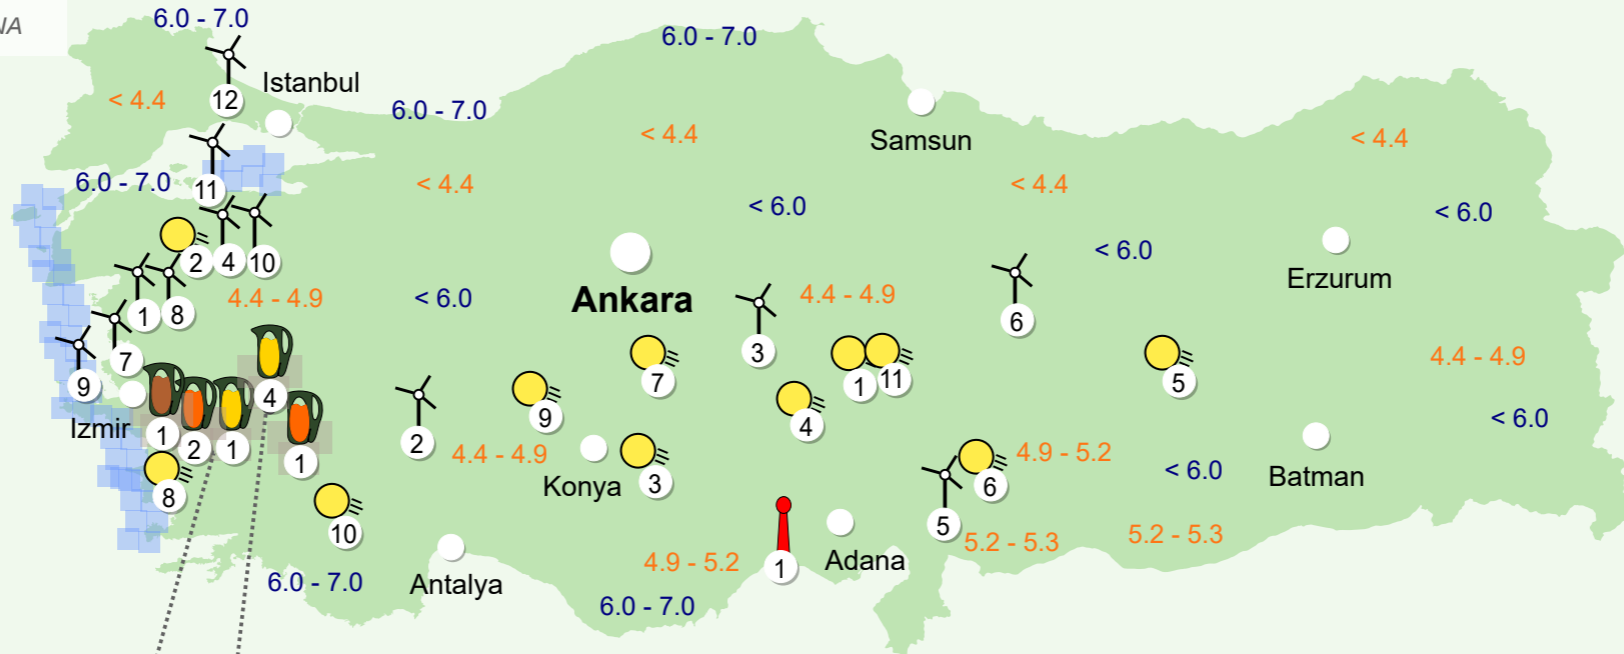 NA
6.0 - 7.0
6.0 - 7.0
Istanbul
< 4.4
12
6.0 - 7.0
< 4.4
Samsun
< 4.4
6.0 - 7.0
11
< 4.4
< 4.4
< 6.0
< 6.0
2
4
10
< 6.0
Erzurum
1
8
4.4 - 4.9
< 6.0
Ankara
4.4 - 4.9
6
7
9
3
4.4 - 4.9
4
7
1
11
5
Izmir
1
2
1
1
9
4
< 6.0
2
4.4 - 4.9
4.9 - 5.2
8
Konya
3
6
< 6.0
Batman
10
5
5.2 - 5.3
5.2 - 5.3
6.0 - 7.0
Antalya
4.9 - 5.2
1
Adana
6.0 - 7.0